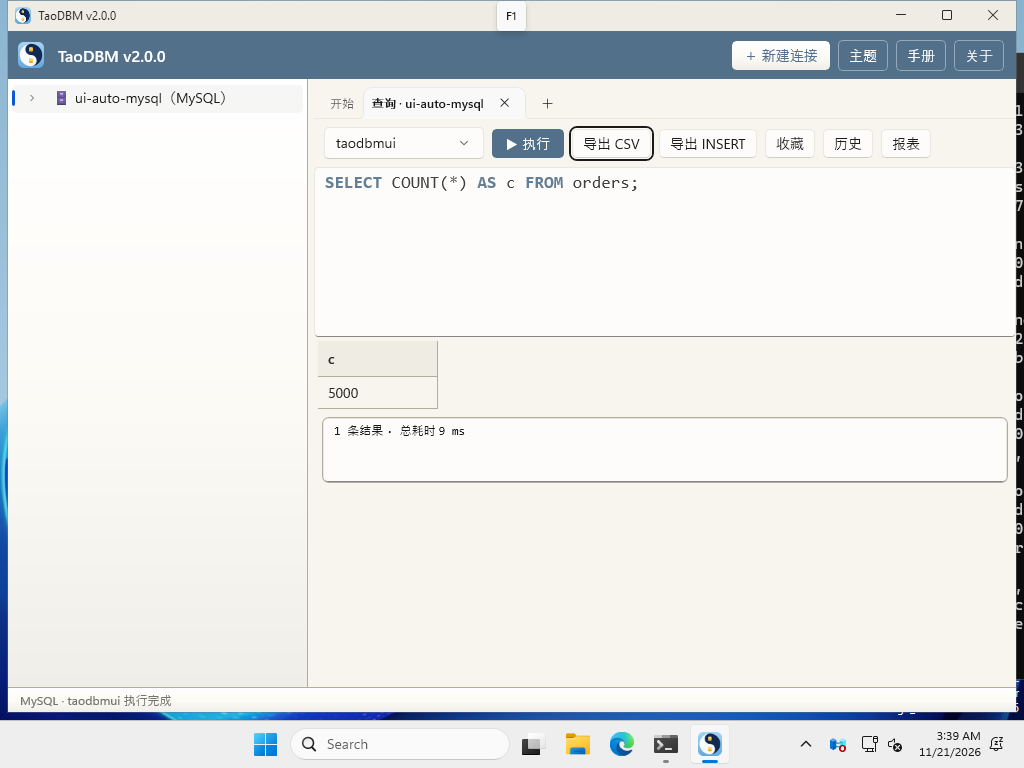 TaoDBM v2.0.0
F1
TaoDBM v2.0.0
+ 新建连接 主题 手册 关于
ui-auto-mysql（MySQL）
开始 查询 · ui-auto-mysql
taodbmui ▶ 执行 导出 CSV 导出 INSERT 收藏 历史 报表
SELECT COUNT(*) AS c FROM orders;
c
5000
1 条结果 · 总耗时 9 ms
MySQL · taodbmui 执行完成
Search
3:39 AM
11/21/2026